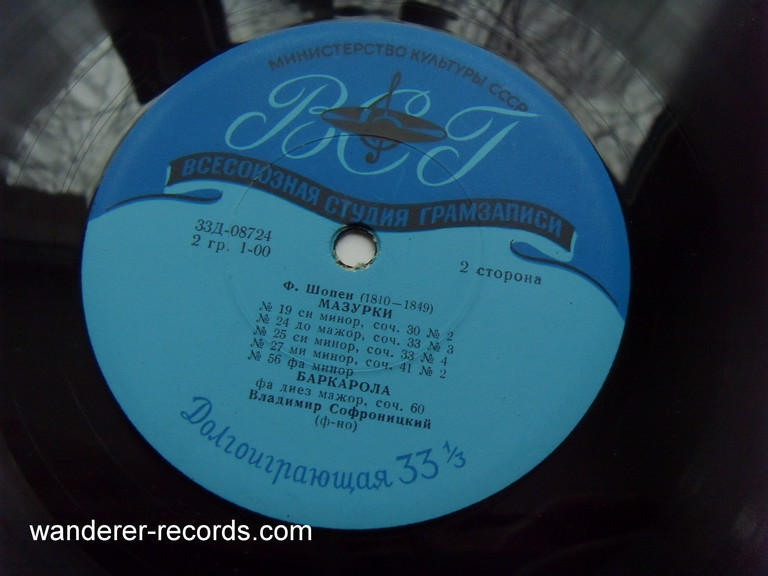 МИНИСТЕРСТВО КУЛЬТУРЫ СССР
ВСГ
ВСЕСОЮЗНАЯ СТУДИЯ ГРАМЗАПИСИ
33Д-08724
2 гр. 1-00
2 сторона
Ф. Шопен (1810—1849)
МАЗУРКИ
№ 19 си минор, соч. 30 № 2
№ 24 до мажор, соч. 33 № 3
№ 25 си минор, соч. 33 № 4
№ 27 ми минор, соч. 41 № 2
№ 56 фа минор
БАРКАРОЛА
фа диез мажор, соч. 60
Владимир Софроницкий
(ф-но)
Долгоиграющая 33 1/3
wanderer-records.com